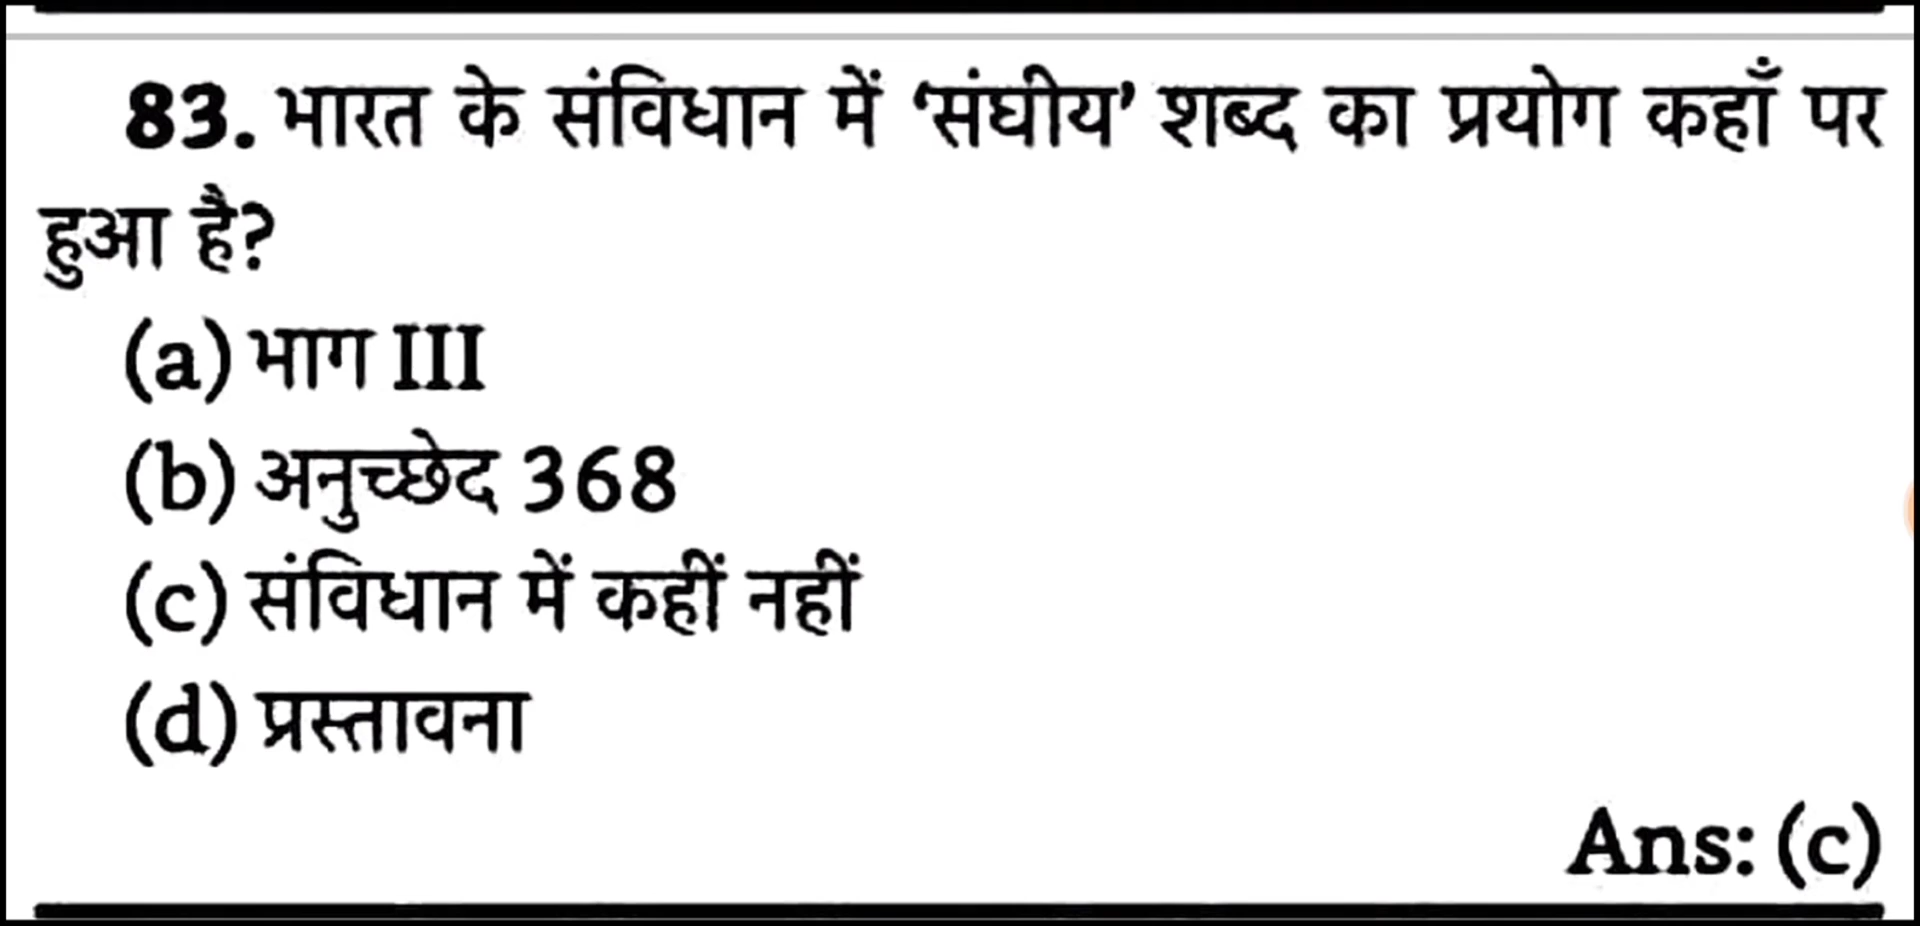 83. भारत के संविधान में ‘संघीय’ शब्द का प्रयोग कहाँ पर
हुआ है?
(a) भाग III
(b) अनुच्छेद 368
(c) संविधान में कहीं नहीं
(d) प्रस्तावना
Ans: (c)